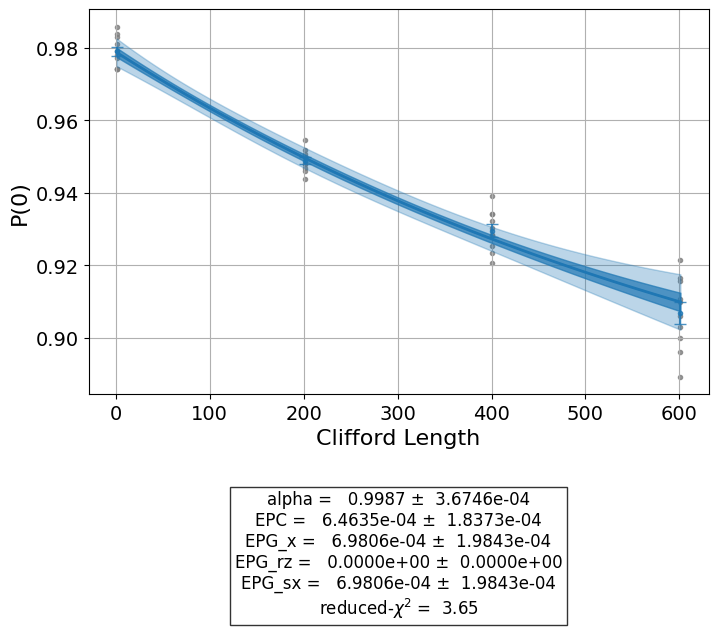 0.98
0.96
0.94
0.92
0.90
P(0)
0 100 200 300 400 500 600
Clifford Length
alpha = 0.9987 ± 3.6746e-04
EPC = 6.4635e-04 ± 1.8373e-04
EPG_x = 6.9806e-04 ± 1.9843e-04
EPG_rz = 0.0000e+00 ± 0.0000e+00
EPG_sx = 6.9806e-04 ± 1.9843e-04
reduced-χ² = 3.65